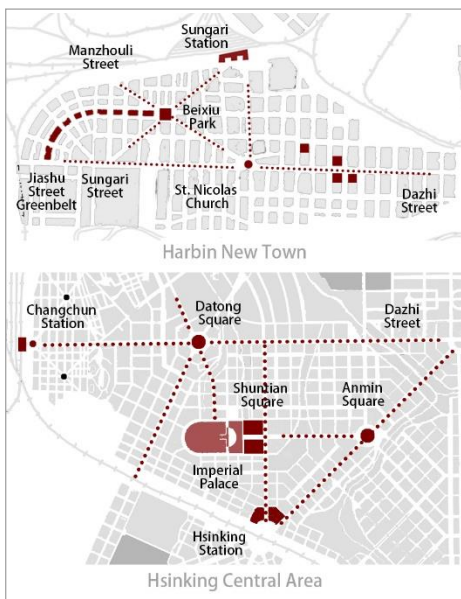 Sungari
Station
Manzhouli
Street
Beixiu
Park
Jiashu
Street
Greenbelt
Sungari
Street
St. Nicolas
Church
Dazhi
Street
Harbin New Town
Changchun
Station
Datong
Square
Dazhi
Street
Shuntian
Square
Anmin
Square
Imperial
Palace
Hsinking
Station
Hsinking Central Area